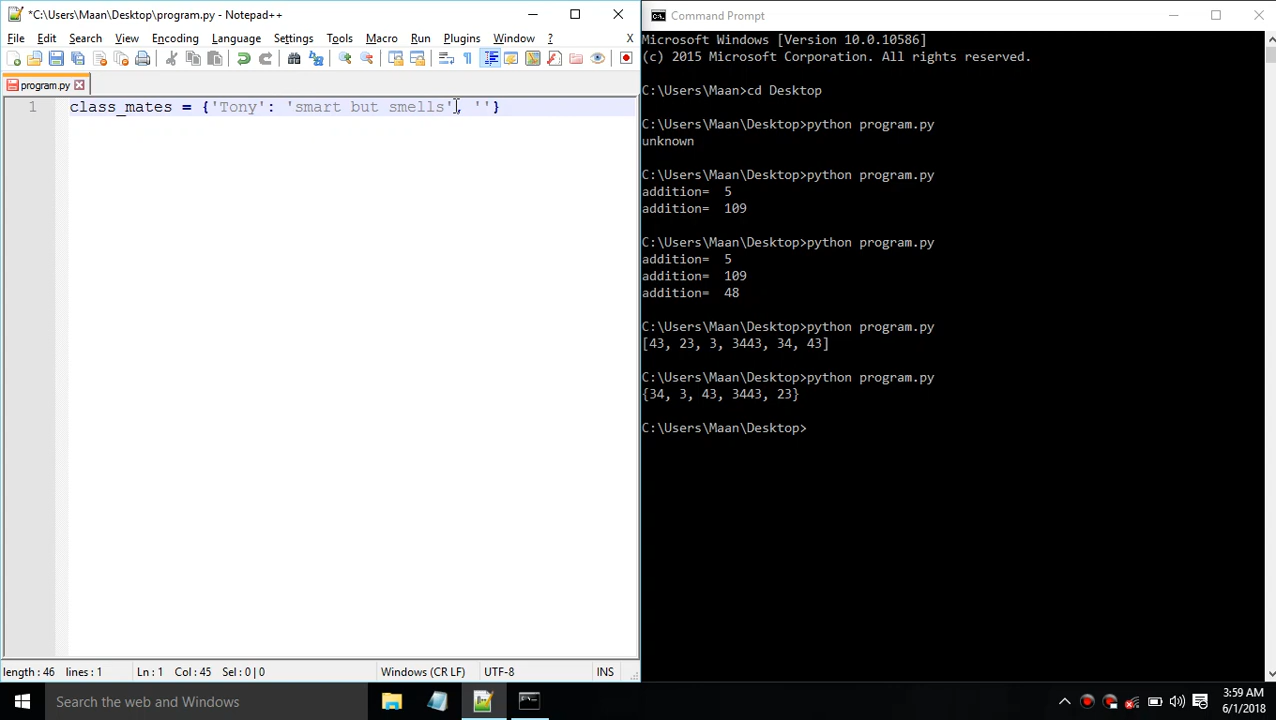 *C:\Users\Maan\Desktop\program.py - Notepad++
File Edit Search View Encoding Language Settings Tools Macro Run Plugins Window ? X
program.py
1 class_mates = {'Tony': 'smart but smells', ''}
length : 46 lines : 1 Ln : 1 Col : 45 Sel : 0 | 0 Windows (CR LF) UTF-8 INS
Command Prompt
Microsoft Windows [Version 10.0.10586]
(c) 2015 Microsoft Corporation. All rights reserved.
C:\Users\Maan>cd Desktop
C:\Users\Maan\Desktop>python program.py
unknown
C:\Users\Maan\Desktop>python program.py
addition=  5
addition=  109
C:\Users\Maan\Desktop>python program.py
addition=  5
addition=  109
addition=  48
C:\Users\Maan\Desktop>python program.py
[43, 23, 3, 3443, 34, 43]
C:\Users\Maan\Desktop>python program.py
{34, 3, 43, 3443, 23}
C:\Users\Maan\Desktop>
Search the web and Windows
3:59 AM
6/1/2018